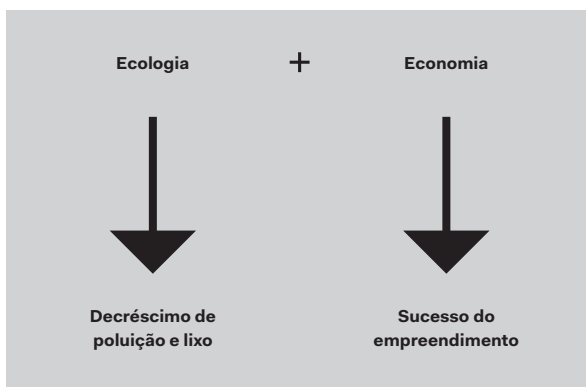 Ecologia + Economia
Decréscimo de
poluição e lixo
Sucesso do
empreendimento